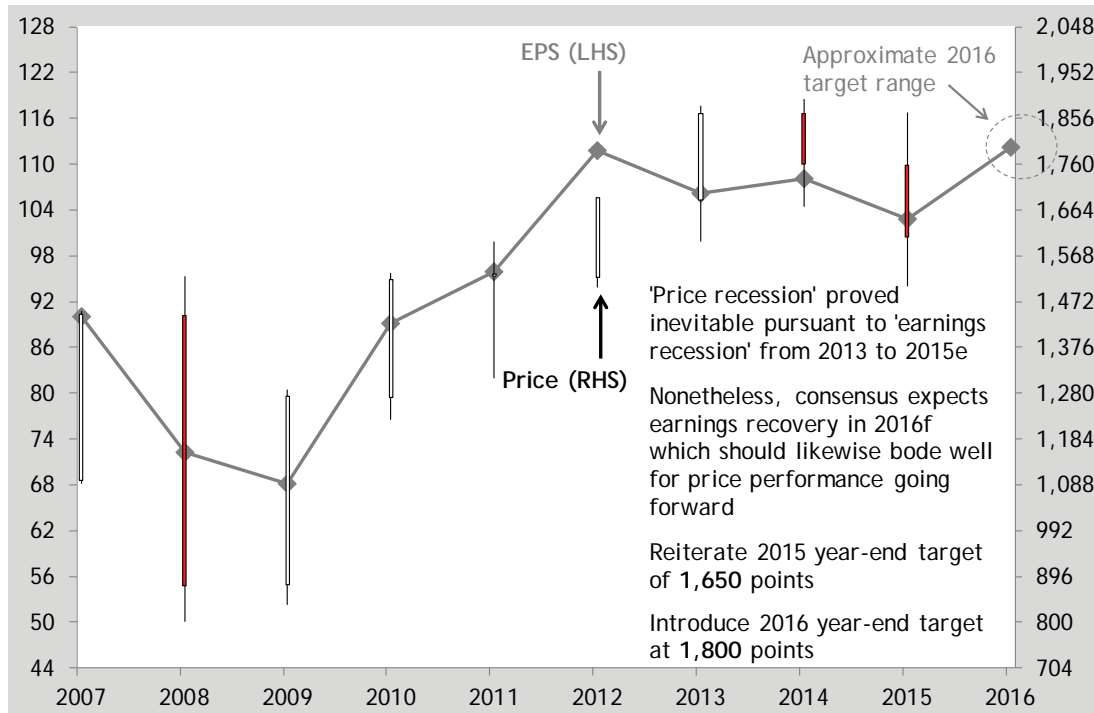 128
122
116
110
104
98
92
86
80
74
68
62
56
50
44
2,048
1,952
1,856
1,760
1,664
1,568
1,472
1,376
1,280
1,184
1,088
992
896
800
704
EPS (LHS)
Approximate 2016
target range
Price (RHS)
'Price recession' proved
inevitable pursuant to 'earnings
recession' from 2013 to 2015e
Nonetheless, consensus expects
earnings recovery in 2016f
which should likewise bode well
for price performance going
forward
Reiterate 2015 year-end target
of 1,650 points
Introduce 2016 year-end target
at 1,800 points
2007 2008 2009 2010 2011 2012 2013 2014 2015 2016